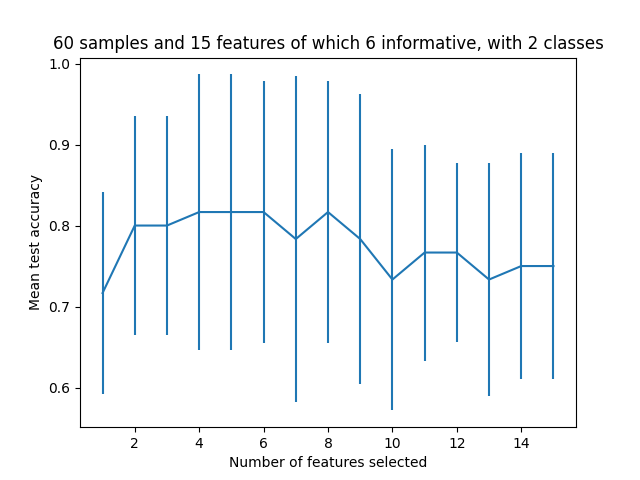 60 samples and 15 features of which 6 informative, with 2 classes
1.0
0.9
0.8
0.7
0.6
Mean test accuracy
2 4 6 8 10 12 14
Number of features selected